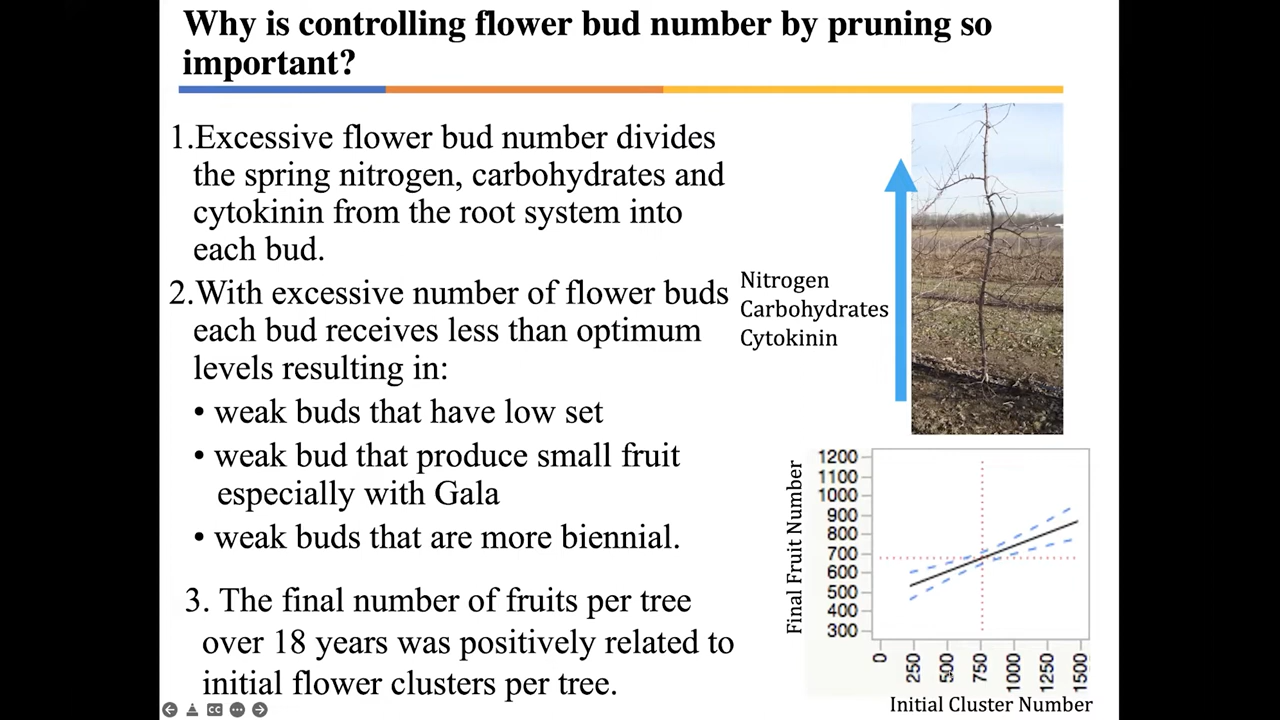 Why is controlling flower bud number by pruning so
important?
1.Excessive flower bud number divides
the spring nitrogen, carbohydrates and
cytokinin from the root system into
each bud.
2.With excessive number of flower buds
each bud receives less than optimum
levels resulting in:
• weak buds that have low set
• weak bud that produce small fruit
especially with Gala
• weak buds that are more biennial.
3. The final number of fruits per tree
over 18 years was positively related to
initial flower clusters per tree.
Nitrogen
Carbohydrates
Cytokinin
Final Fruit Number
1200
1100
1000
900
800
700
600
500
400
300
0
250
500
750
1000
1250
1500
Initial Cluster Number
CC